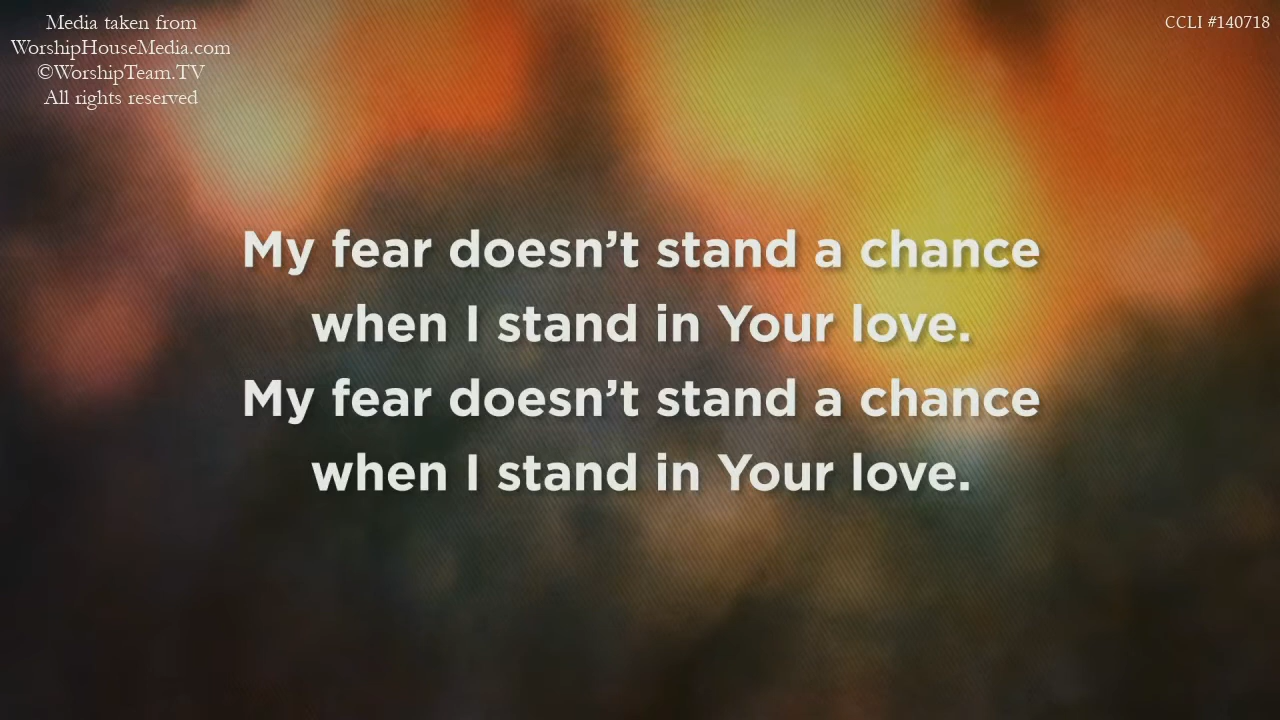 Media taken from
WorshipHouseMedia.com
©WorshipTeam.TV
All rights reserved
CCLI #140718
My fear doesn’t stand a chance
when I stand in Your love.
My fear doesn’t stand a chance
when I stand in Your love.